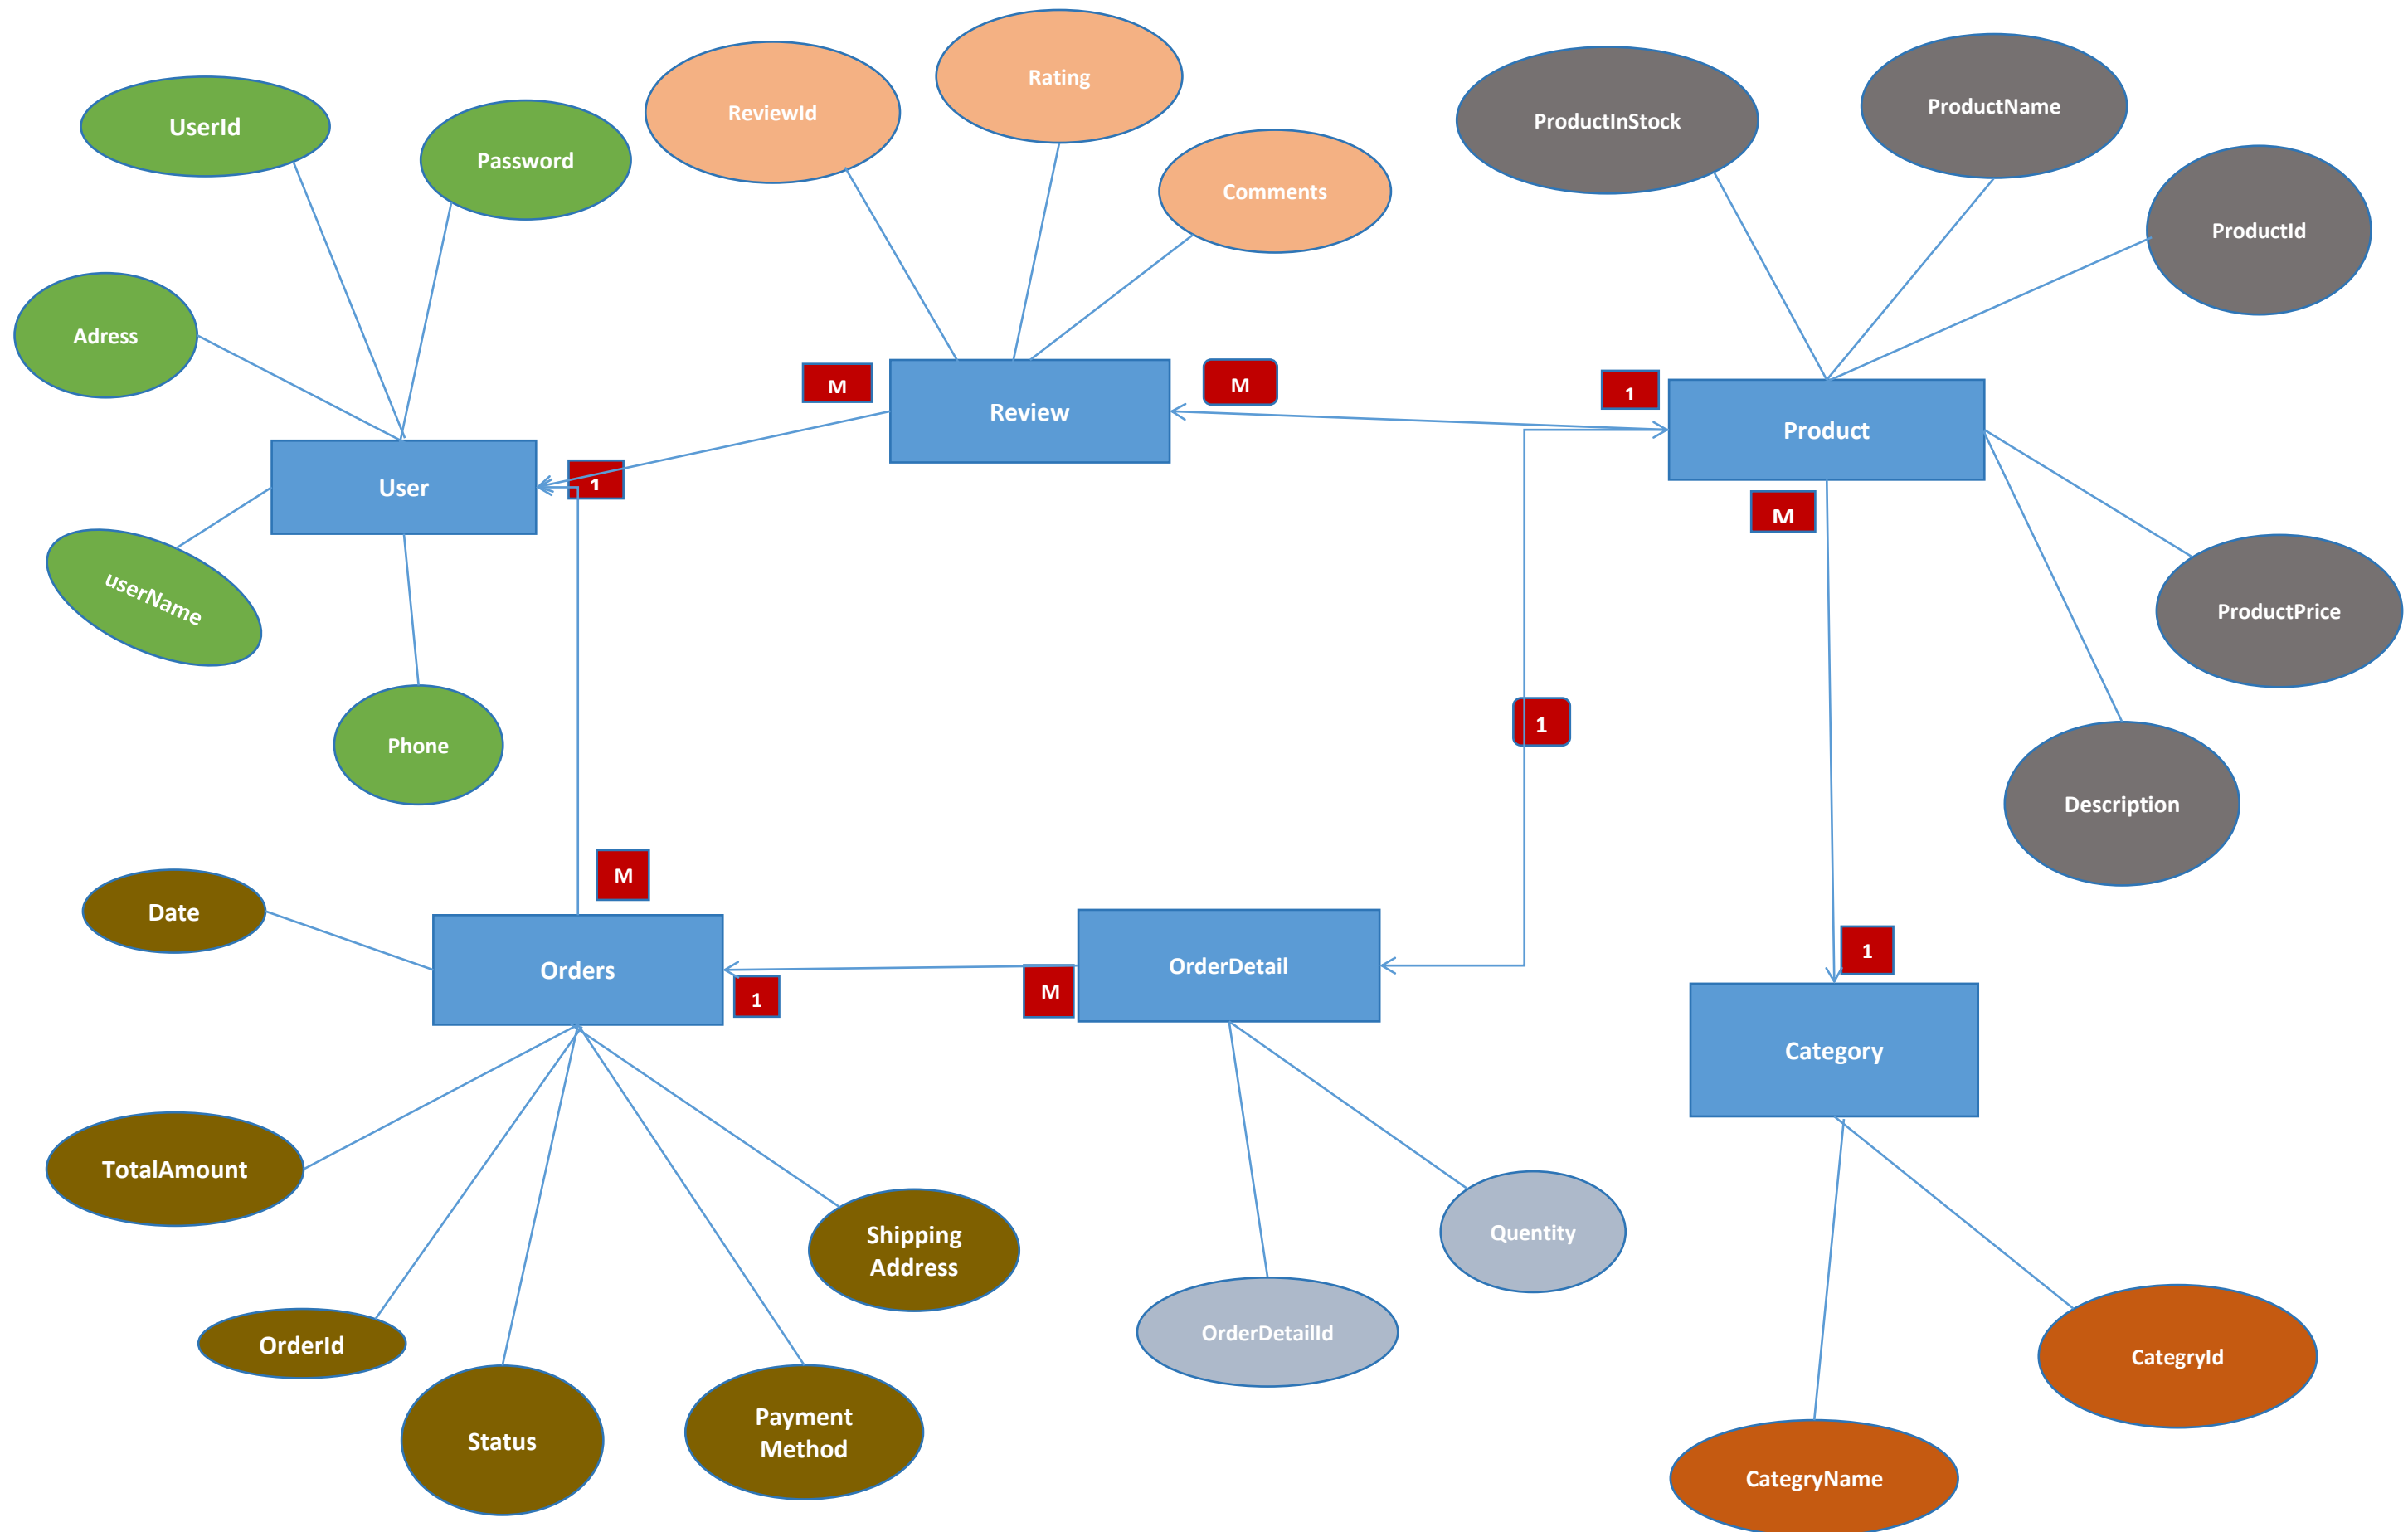 Rating
ProductName
ReviewId
ProductInStock
UserId
Password
Comments
ProductId
Adress
M
M
1
Review
Product
1
User
M
userName
ProductPrice
1
Phone
Description
M
Date
1
Orders
OrderDetail
1
M
Category
TotalAmount
Shipping
Address
Quentity
OrderDetailId
OrderId
CategryId
Payment
Method
Status
CategryName